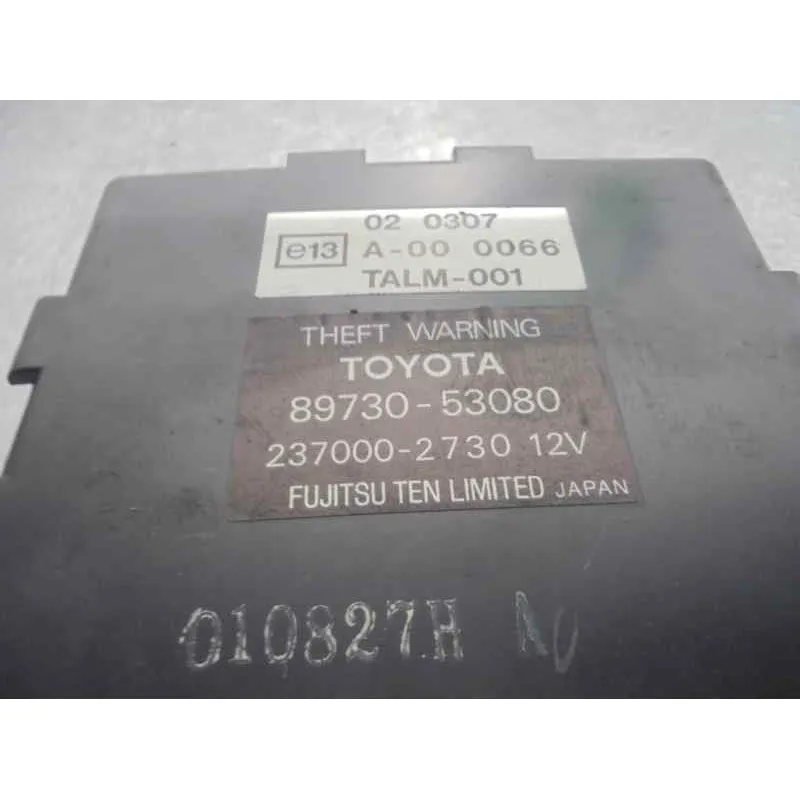 02 0307
e13 A-00 0066
TALM-001
THEFT WARNING
TOYOTA
89730-53080
237000-2730 12V
FUJITSU TEN LIMITED JAPAN
010827H